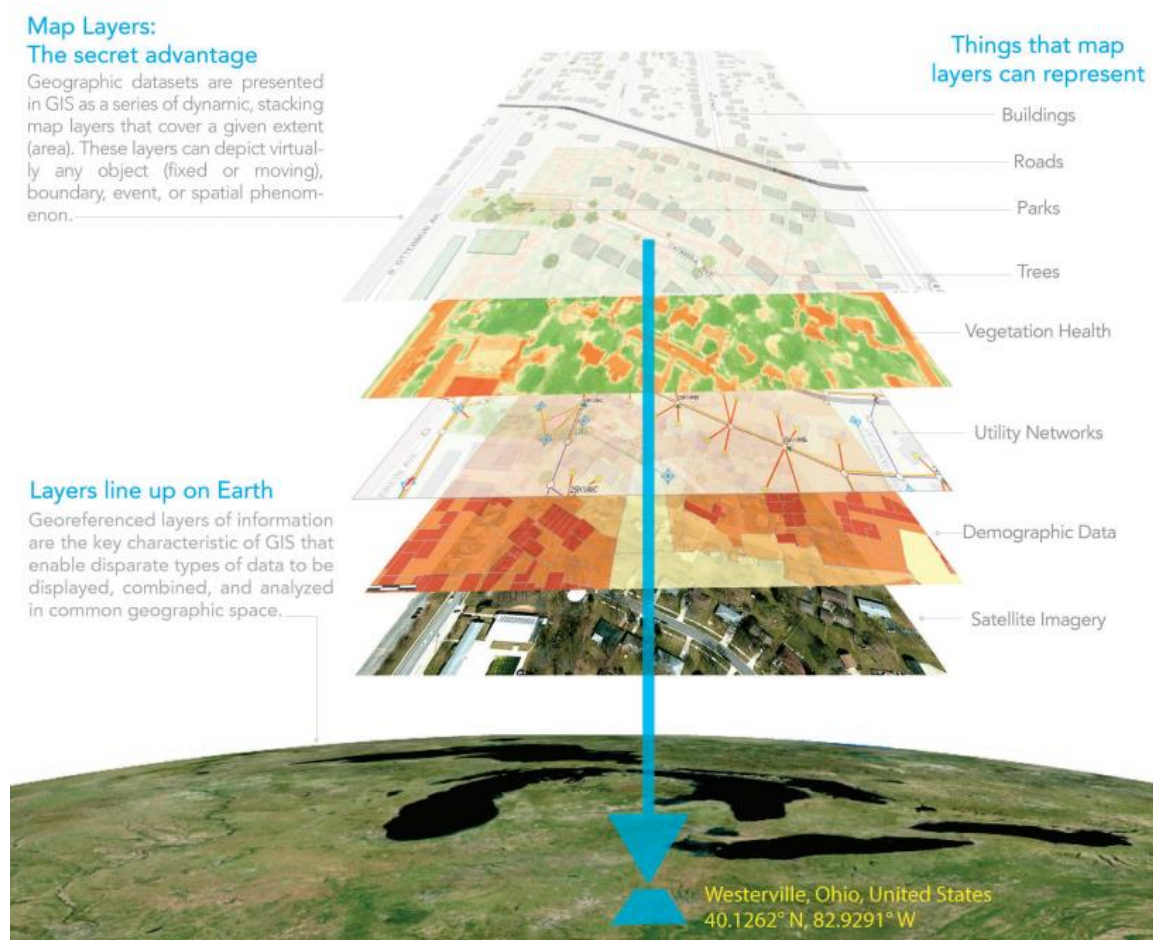 Map Layers:
The secret advantage
Geographic datasets are presented
in GIS as a series of dynamic, stacking
map layers that cover a given extent
(area). These layers can depict virtual-
ly any object (fixed or moving),
boundary, event, or spatial phenom-
enon.
Things that map
layers can represent
Buildings
Roads
Parks
Trees
Vegetation Health
Utility Networks
Demographic Data
Satellite Imagery
Layers line up on Earth
Georeferenced layers of information
are the key characteristic of GIS that
enable disparate types of data to be
displayed, combined, and analyzed
in common geographic space.
Westerville, Ohio, United States
40.1262° N, 82.9291° W